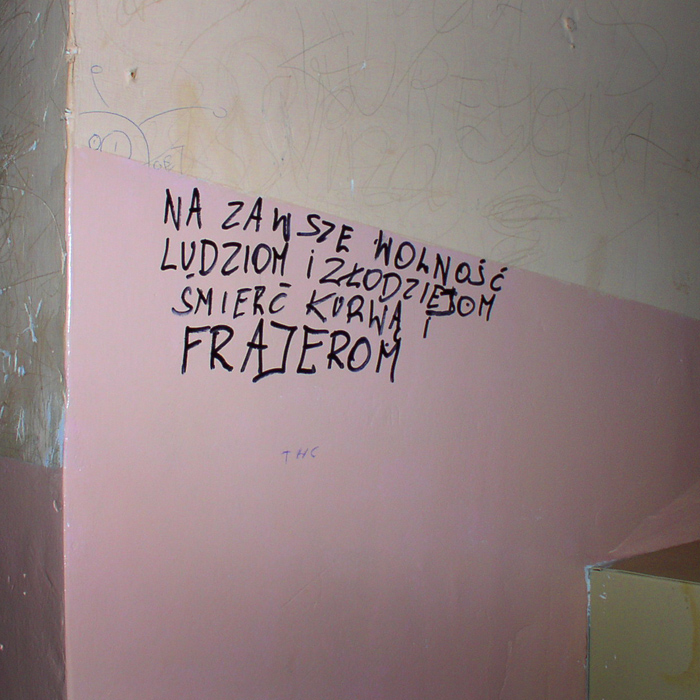 NA ZAWSZE WOLNOŚĆ
LUDZIOM i ZŁODZIEJOM
ŚMIERĆ KURWĄ i
FRAJEROM
THC